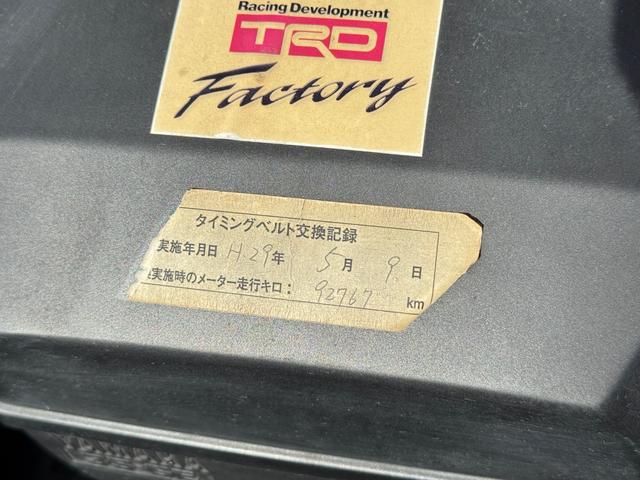 Racing Development
TRD
Factory
タイミングベルト交換記録
実施年月日 H.29年 5月 9日
実施時のメーター走行キロ: 92767 km
YAMAHA